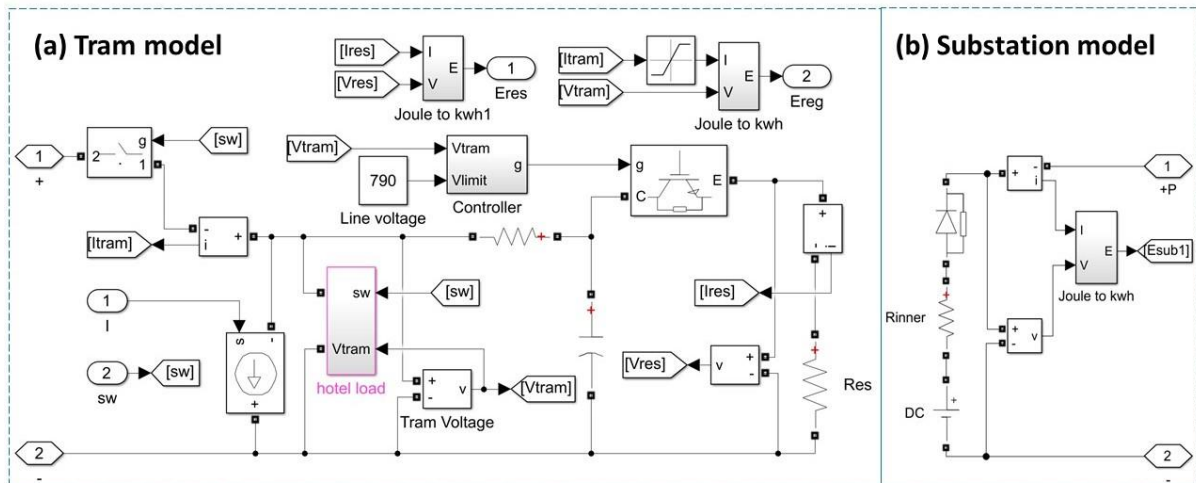 (a) Tram model
[Ires]
[Vres]
I
V
E
1
Eres
Joule to kwh1
[Itram]
[Vtram]
I
V
E
2
Ereg
Joule to kwh
1
+
2
g
1
[sw]
[Vtram]
790
Line voltage
Vtram
Vlimit
g
Controller
g
C
E
[Itram]
-
i
+
1
I
2
sw
[sw]
s
-
+
sw
Vtram
hotel load
[sw]
+
-
v
Tram Voltage
[Vtram]
+
+
+
-
i
[Ires]
[Vres]
v
+
-
+
Res
2
-
(b) Substation model
+
-
i
1
+P
I
V
E
[Esub1]
Joule to kwh
+
Rinner
+
-
v
DC
+
2
-